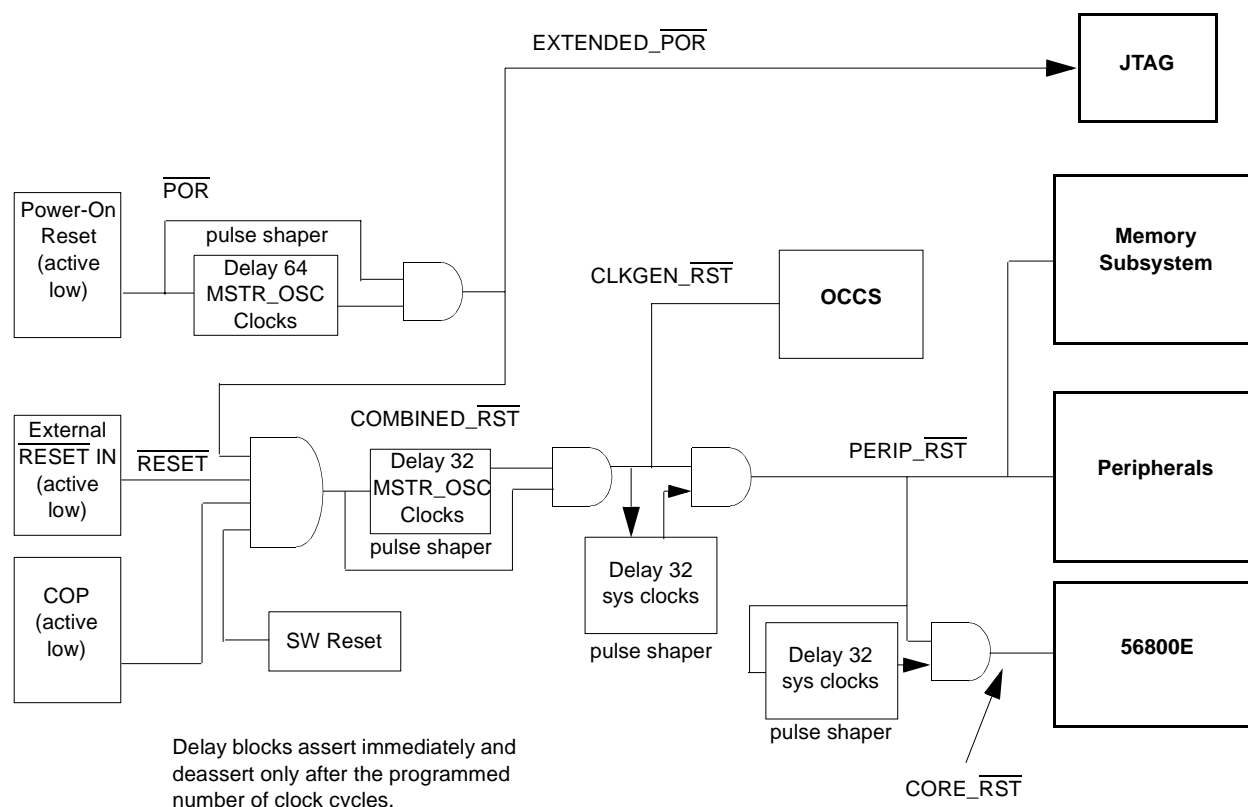 EXTENDED_POR
JTAG
POR
Power-On
Reset
(active
low)
pulse shaper
Delay 64
MSTR_OSC
Clocks
CLKGEN_RST
OCCS
Memory
Subsystem
External
RESET IN
(active
low)
RESET
COMBINED_RST
Delay 32
MSTR_OSC
Clocks
pulse shaper
PERIP_RST
Peripherals
COP
(active
low)
SW Reset
Delay 32
sys clocks
pulse shaper
Delay 32
sys clocks
pulse shaper
56800E
CORE_RST
Delay blocks assert immediately and
deassert only after the programmed
number of clock cycles.